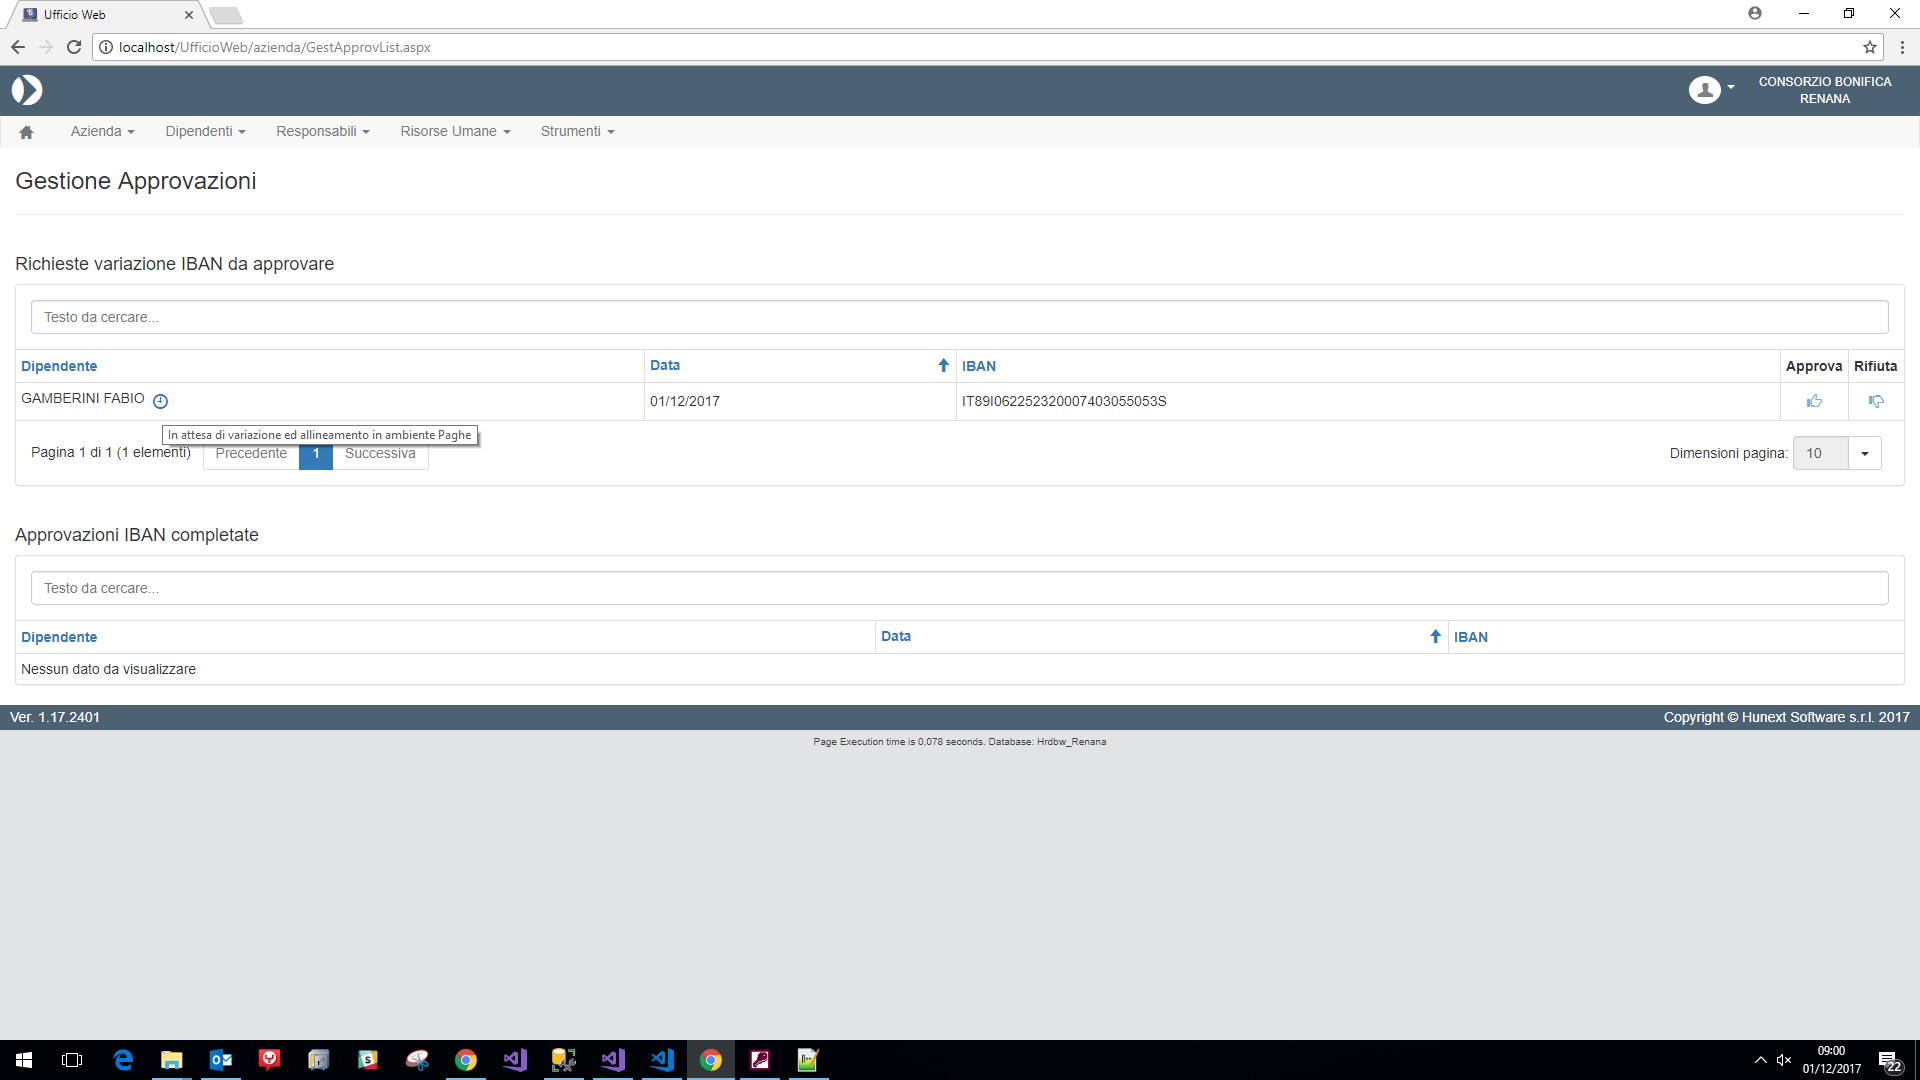 Ufficio Web
localhost/UfficioWeb/azienda/GestApprovList.aspx
CONSORZIO BONIFICA
RENANA
Azienda
Dipendenti
Responsabili
Risorse Umane
Strumenti
Gestione Approvazioni
Richieste variazione IBAN da approvare
Testo da cercare...
Dipendente
Data
IBAN
Approva
Rifiuta
GAMBERINI FABIO
01/12/2017
IT89I062252320007403055053S
In attesa di variazione ed allineamento in ambiente Paghe
Pagina 1 di 1 (1 elementi)
Precedente
1
Successiva
Dimensioni pagina:
10
Approvazioni IBAN completate
Testo da cercare...
Dipendente
Data
IBAN
Nessun dato da visualizzare
Ver. 1.17.2401
Copyright © Hunext Software s.r.l. 2017
Page Execution time is 0,078 seconds. Database: Hrdbw_Renana
09:00
01/12/2017
22